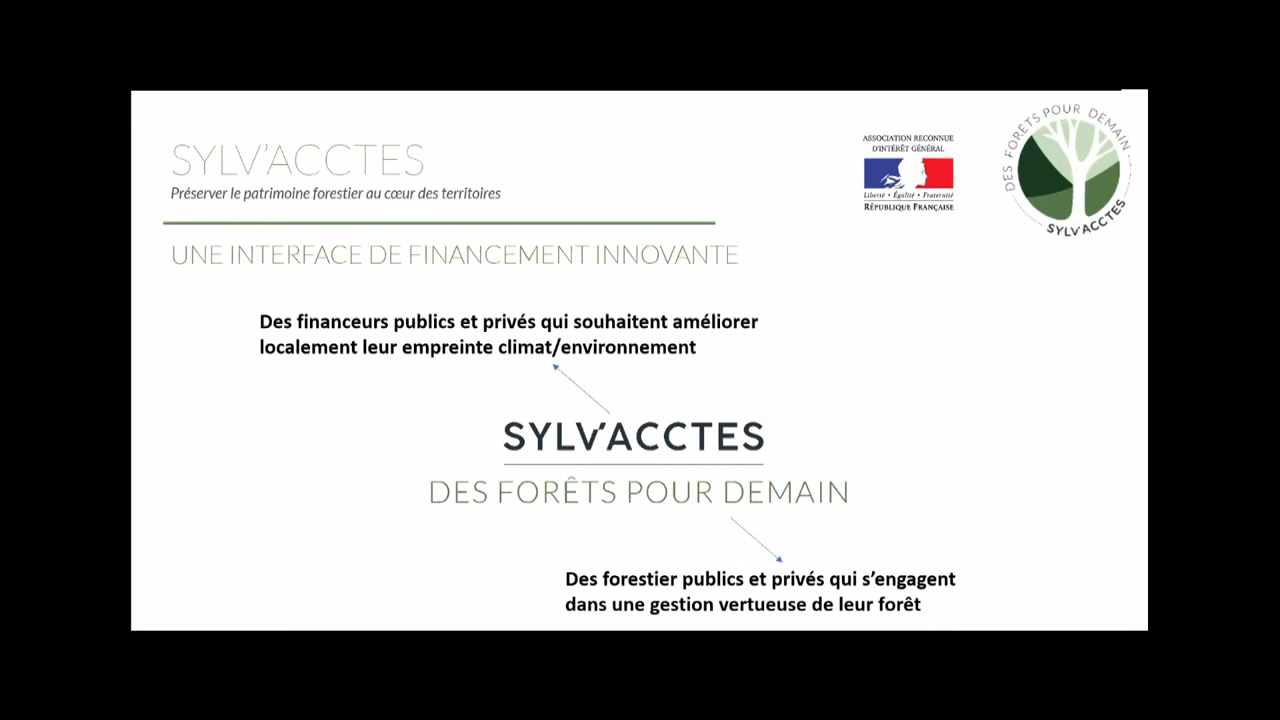 SYLV'ACCTES
Préserver le patrimoine forestier au cœur des territoires
ASSOCIATION RECONNUE
D'INTÉRÊT GÉNÉRAL
Liberté • Égalité • Fraternité
RÉPUBLIQUE FRANÇAISE
DES FORÊTS POUR DEMAIN
SYLV'ACCTES
UNE INTERFACE DE FINANCEMENT INNOVANTE
Des financeurs publics et privés qui souhaitent améliorer
localement leur empreinte climat/environnement
SYLV'ACCTES
DES FORÊTS POUR DEMAIN
Des forestier publics et privés qui s’engagent
dans une gestion vertueuse de leur forêt